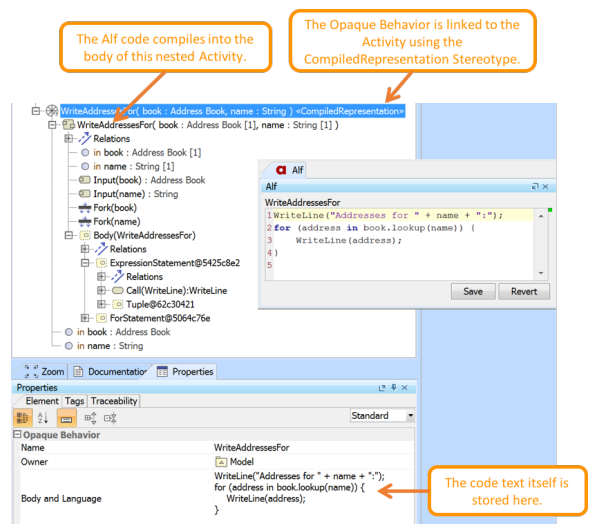 The Alf code compiles into the
body of this nested Activity.
The Opaque Behavior is linked to the
Activity using the
CompiledRepresentation Stereotype.
WriteAddressesFor( book : Address Book, name : String ) «CompiledRepresentation»
WriteAddressesFor( book : Address Book [1], name : String [1] )
Relations
in book : Address Book [1]
in name : String [1]
Input(book) : Address Book
Input(name) : String
Fork(book)
Fork(name)
Body(WriteAddressesFor)
Relations
ExpressionStatement@5425c8e2
Relations
Call(WriteLine):WriteLine
Tuple@62c30421
ForStatement@5064c76e
in book : Address Book
in name : String
Alf
Alf
WriteAddressesFor
1 WriteLine("Addresses for " + name + ":");
2 for (address in book.lookup(name)) {
3 WriteLine(address);
4 }
5
Save Revert
Zoom Documentation Properties
Properties
Element Tags Traceability
Standard
Opaque Behavior
Name WriteAddressesFor
Owner Model
Body and Language WriteLine("Addresses for " + name + ":");
for (address in book.lookup(name)) {
WriteLine(address);
}
The code text itself is
stored here.